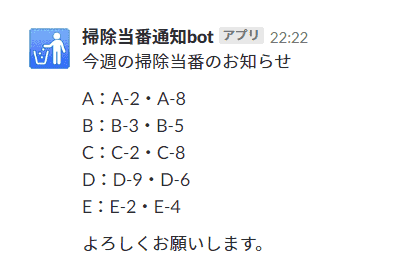 掃除当番通知bot アプリ 22:22
今週の掃除当番のお知らせ
A：A-2・A-8
B：B-3・B-5
C：C-2・C-8
D：D-9・D-6
E：E-2・E-4
よろしくお願いします。